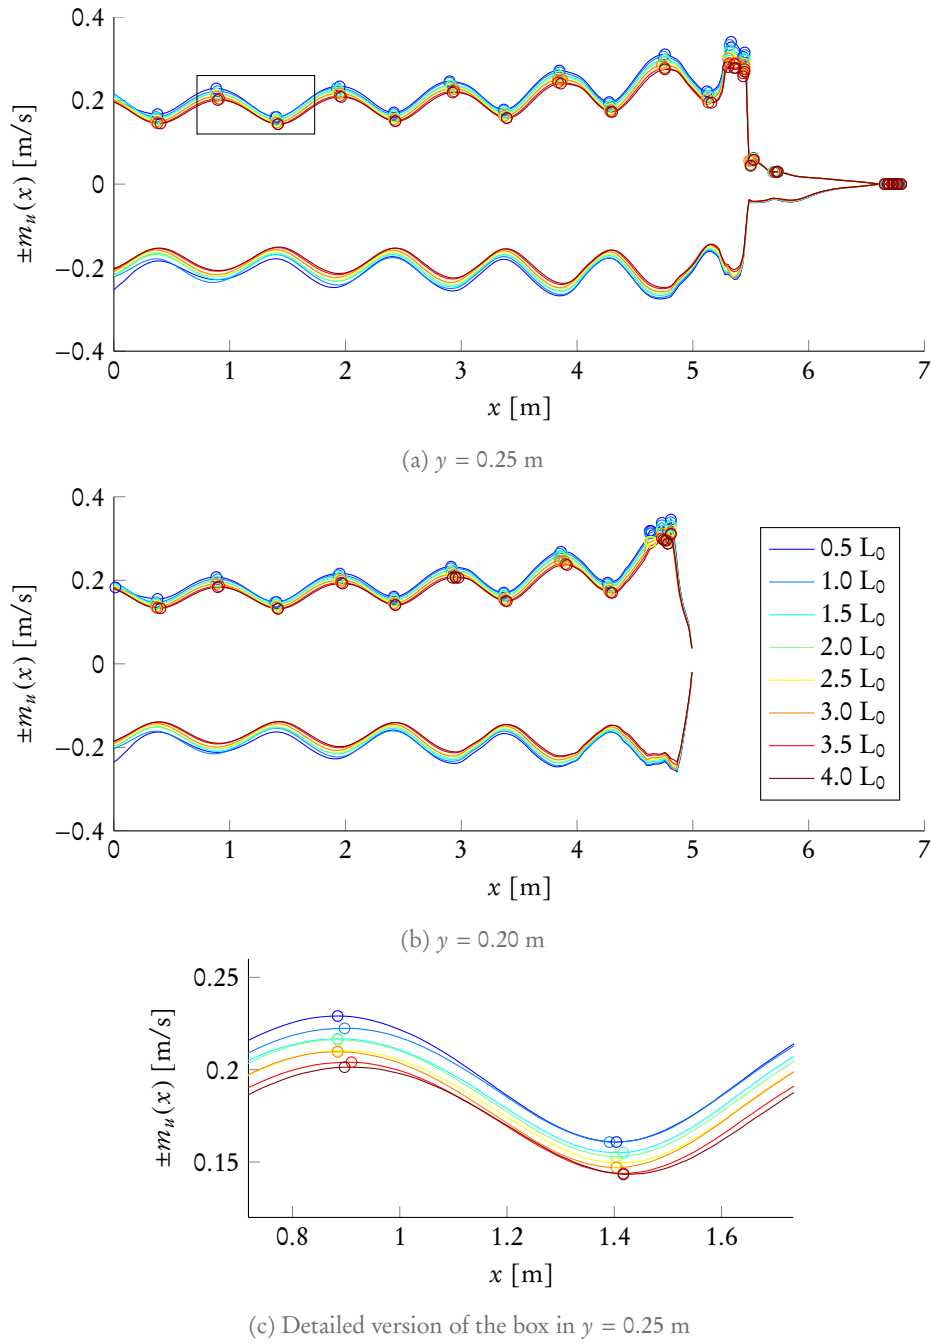 0.4
0.2
0
−0.2
−0.4
±m_u(x) [m/s]
0 1 2 3 4 5 6 7
x [m]
(a) y = 0.25 m
0.4
0.2
0
−0.2
−0.4
±m_u(x) [m/s]
0.5 L₀
1.0 L₀
1.5 L₀
2.0 L₀
2.5 L₀
3.0 L₀
3.5 L₀
4.0 L₀
0 1 2 3 4 5 6 7
x [m]
(b) y = 0.20 m
0.25
0.2
0.15
±m_u(x) [m/s]
0.8 1 1.2 1.4 1.6
x [m]
(c) Detailed version of the box in y = 0.25 m